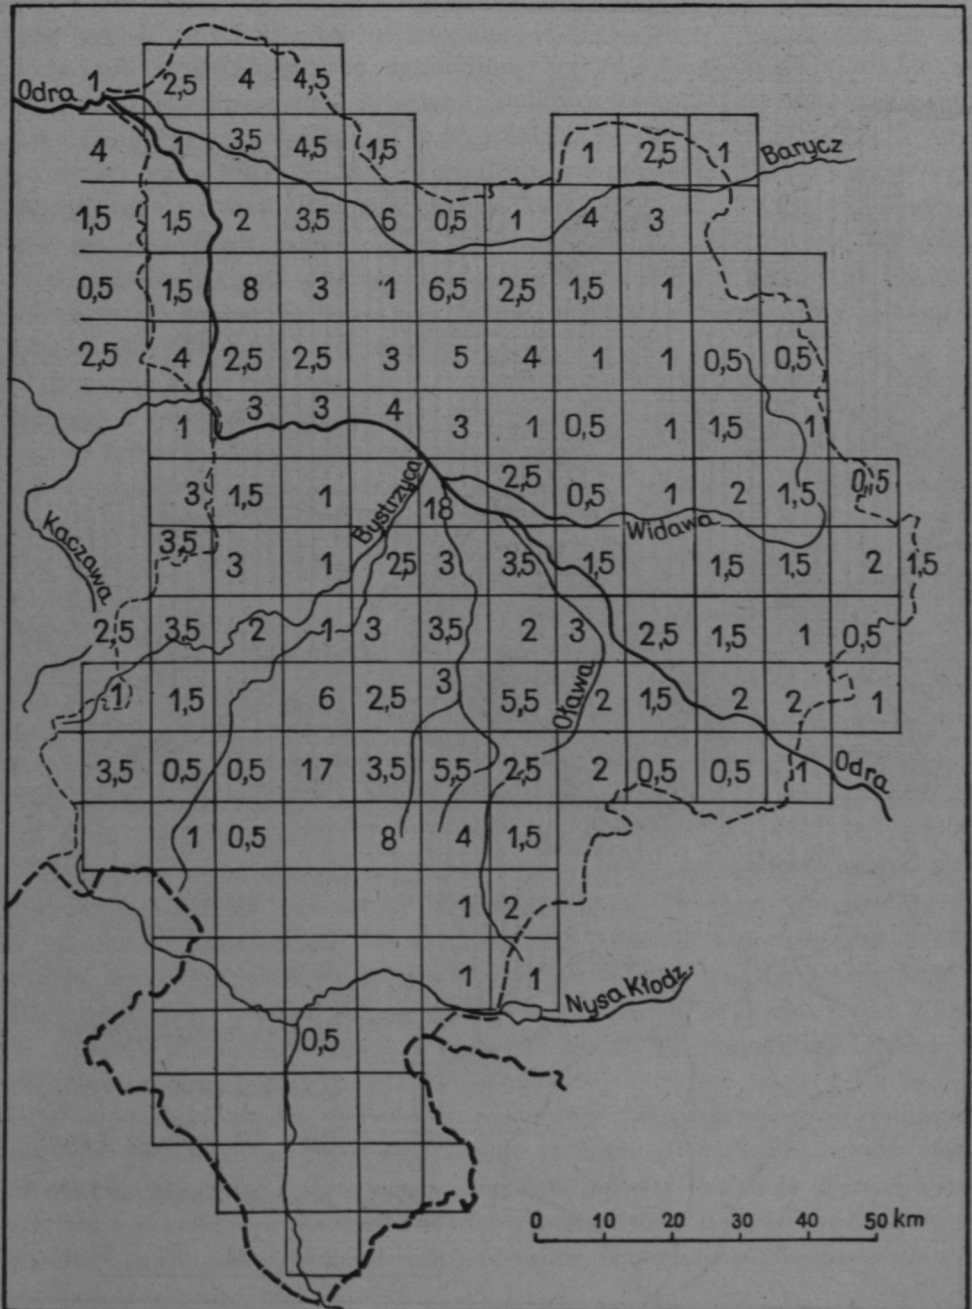 Odra 1 2,5 4 4,5
4 1 3,5 4,5 1,5 1 2,5 1 Barycz
1,5 1,5 2 3,5 6 0,5 1 4 3
0,5 1,5 8 3 1 6,5 2,5 1,5 1
2,5 4 2,5 2,5 3 5 4 1 1 0,5 0,5
1 3 3 4 3 1 0,5 1 1,5 1
3 1,5 1 Bystrzyca 18 2,5 0,5 1 2 1,5 0,5
Kaczawa 3,5 3 1 2,5 3 3,5 1,5 Widawa 1,5 1,5 2 1,5
2,5 3,5 2 1 3 3,5 2 3 2,5 1,5 1 0,5
1 1,5 6 2,5 3 5,5 Oława 2 1,5 2 2 1
3,5 0,5 0,5 17 3,5 5,5 2,5 2 0,5 0,5 1 Odra
1 0,5 8 4 1,5
1 2
1 1 Nysa Kłodz.
0,5
0 10 20 30 40 50 km